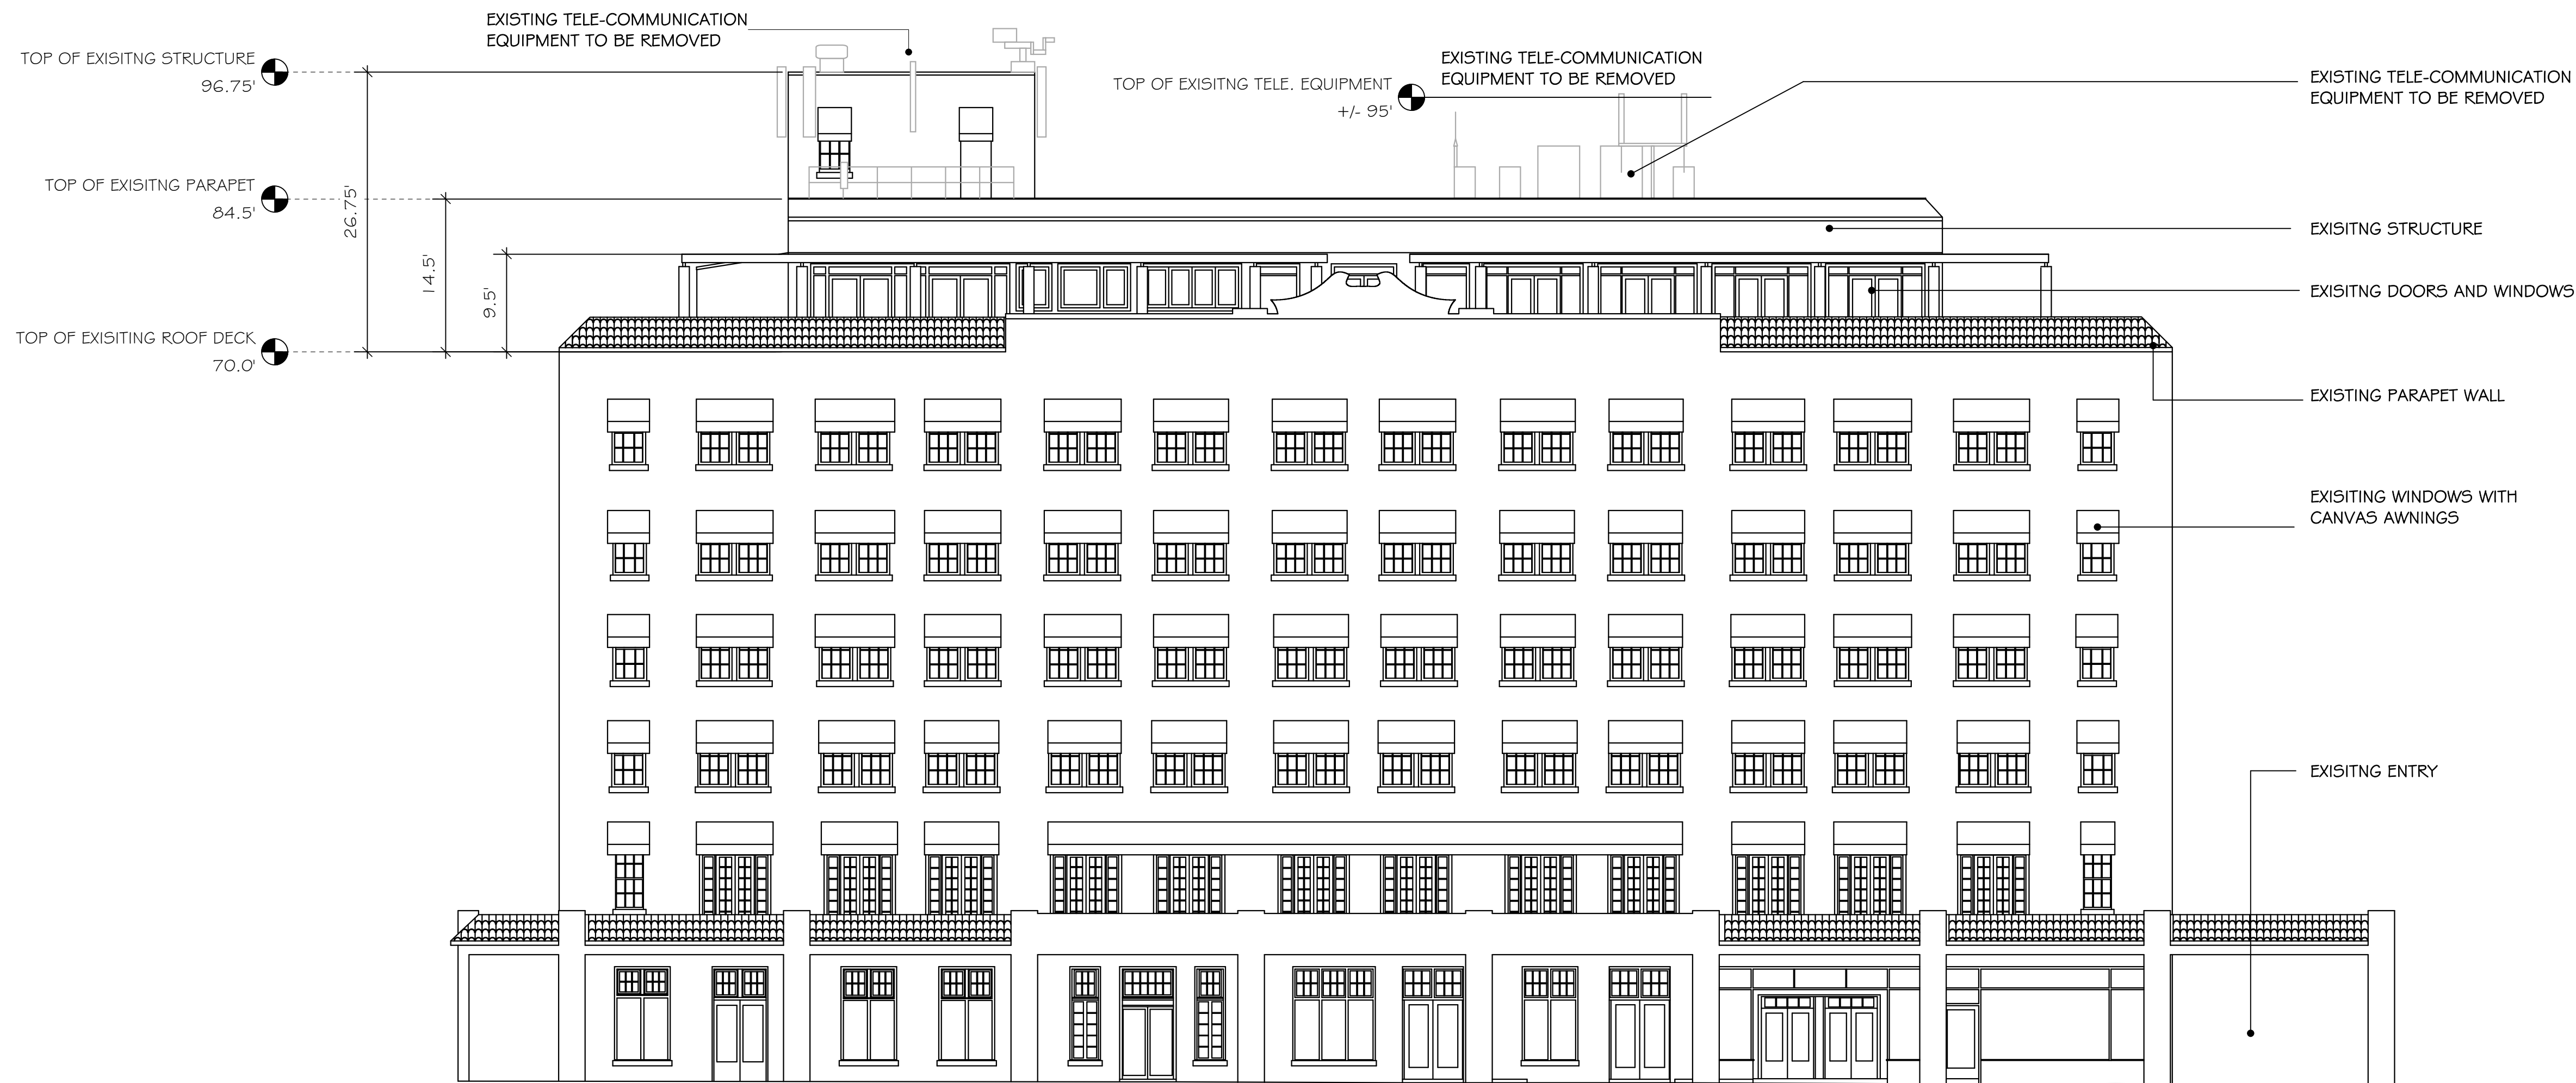 EXISTING TELE-COMMUNICATION
EQUIPMENT TO BE REMOVED
TOP OF EXISITNG STRUCTURE
96.75'
TOP OF EXISITNG TELE. EQUIPMENT
+/- 95'
EXISTING TELE-COMMUNICATION
EQUIPMENT TO BE REMOVED
EXISTING TELE-COMMUNICATION
EQUIPMENT TO BE REMOVED
TOP OF EXISITNG PARAPET
84.5'
26.75'
14.5'
9.5'
EXISITNG STRUCTURE
EXISITNG DOORS AND WINDOWS
TOP OF EXISITING ROOF DECK
70.0'
EXISTING PARAPET WALL
EXISITING WINDOWS WITH
CANVAS AWNINGS
EXISITNG ENTRY